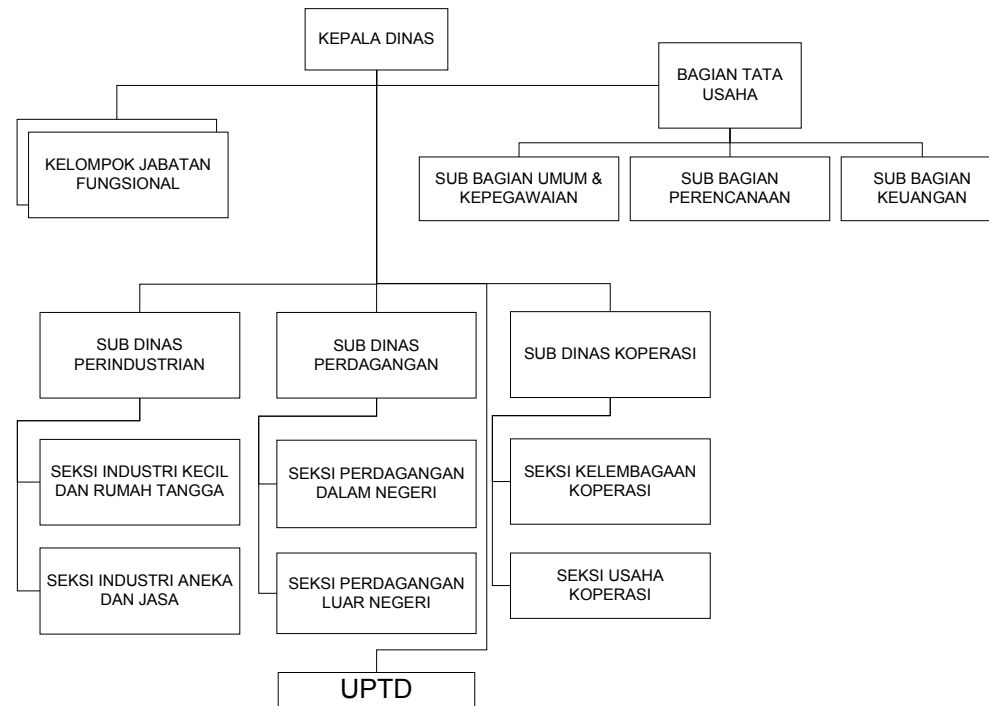 KEPALA DINAS
BAGIAN TATA
USAHA
KELOMPOK JABATAN
FUNGSIONAL
SUB BAGIAN UMUM &
KEPEGAWAIAN
SUB BAGIAN
PERENCANAAN
SUB BAGIAN
KEUANGAN
SUB DINAS
PERINDUSTRIAN
SUB DINAS
PERDAGANGAN
SUB DINAS KOPERASI
SEKSI INDUSTRI KECIL
DAN RUMAH TANGGA
SEKSI PERDAGANGAN
DALAM NEGERI
SEKSI KELEMBAGAAN
KOPERASI
SEKSI INDUSTRI ANEKA
DAN JASA
SEKSI PERDAGANGAN
LUAR NEGERI
SEKSI USAHA
KOPERASI
UPTD